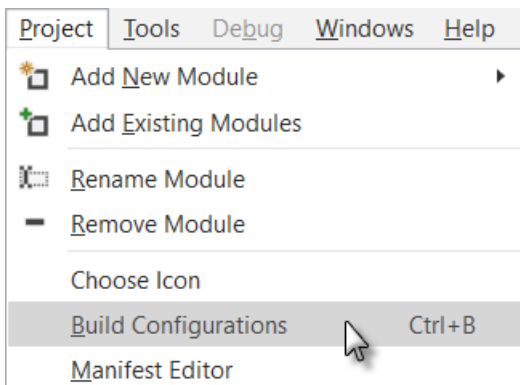 Project Tools Debug Windows Help
Add New Module
Add Existing Modules
Rename Module
Remove Module
Choose Icon
Build Configurations Ctrl+B
Manifest Editor